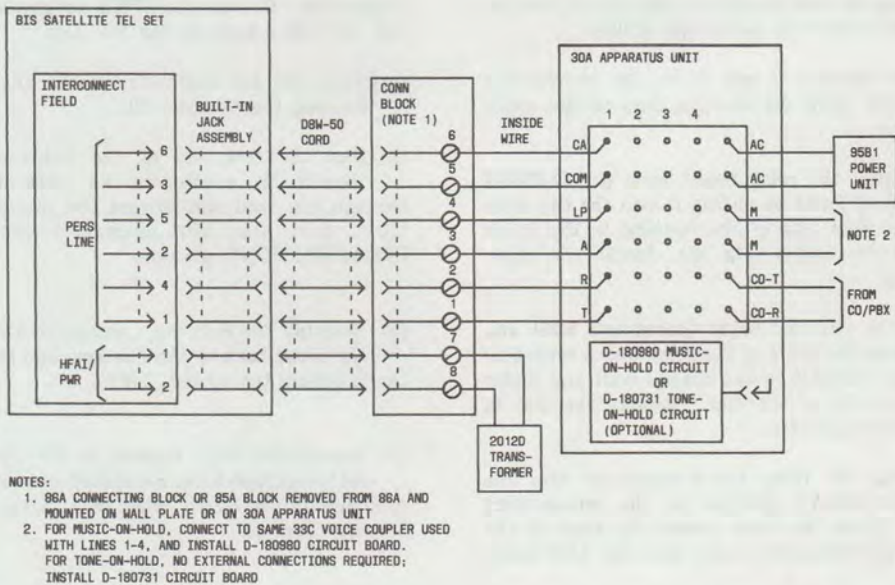 BIS SATELLITE TEL SET
INTERCONNECT
FIELD
BUILT-IN
JACK
ASSEMBLY
D8W-50
CORD
CONN
BLOCK
(NOTE 1)
INSIDE
WIRE
30A APPARATUS UNIT
1 2 3 4
95B1
POWER
UNIT
NOTE 2
FROM
CO/PBX
PERS
LINE
HFAI/
PWR
6
3
5
2
4
1
1
2
6
5
4
3
2
1
7
8
CA
COM
LP
A
R
T
AC
AC
M
M
CO-T
CO-R
D-180980 MUSIC-
ON-HOLD CIRCUIT
OR
D-180731 TONE-
ON-HOLD CIRCUIT
(OPTIONAL)
2012D
TRANS-
FORMER
NOTES:
1. 86A CONNECTING BLOCK OR 85A BLOCK REMOVED FROM 86A AND
MOUNTED ON WALL PLATE OR ON 30A APPARATUS UNIT
2. FOR MUSIC-ON-HOLD, CONNECT TO SAME 33C VOICE COUPLER USED
WITH LINES 1-4, AND INSTALL D-180980 CIRCUIT BOARD.
FOR TONE-ON-HOLD, NO EXTERNAL CONNECTIONS REQUIRED;
INSTALL D-180731 CIRCUIT BOARD